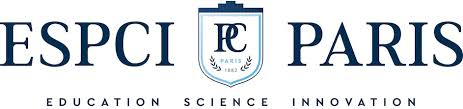 ESPCI PC PARIS
PARIS
1882
EDUCATION SCIENCE INNOVATION